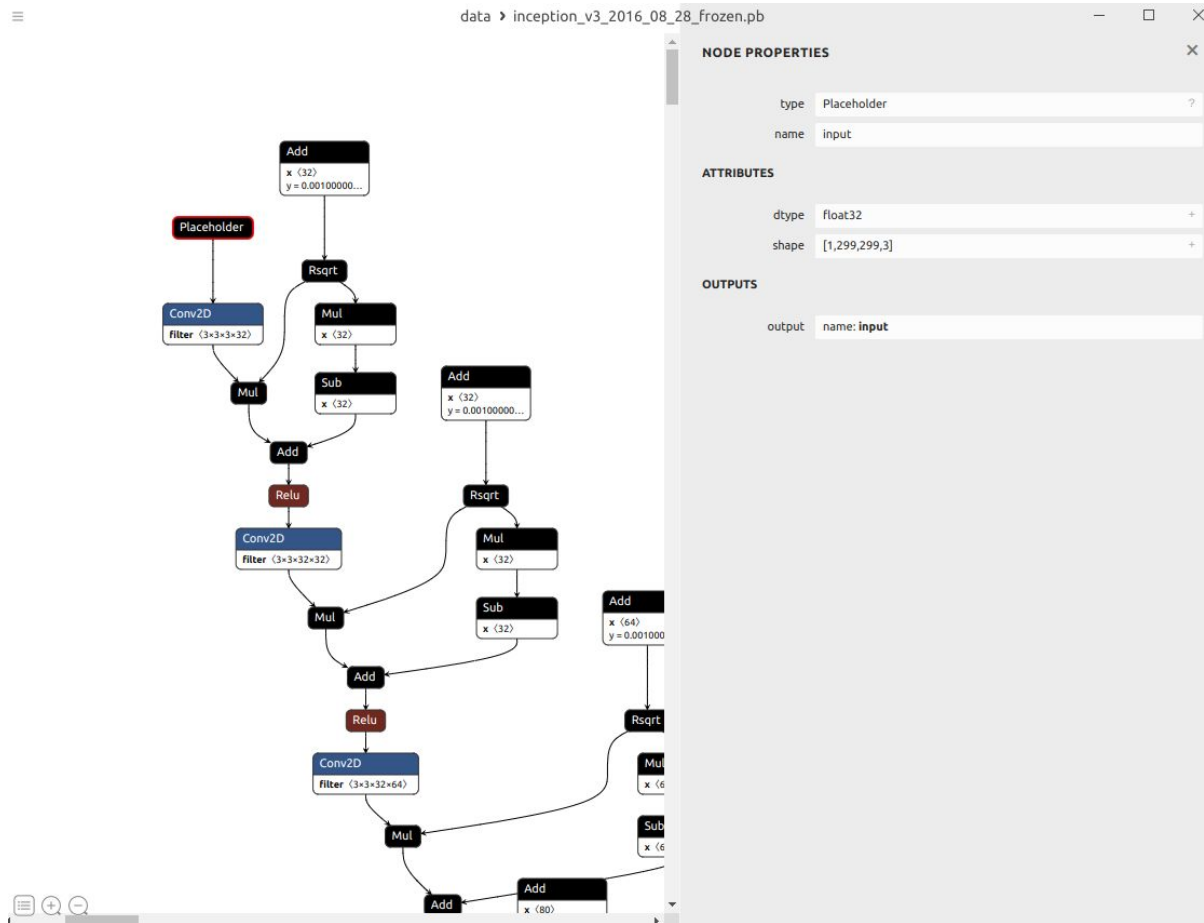 data › inception_v3_2016_08_28_frozen.pb
NODE PROPERTIES
type Placeholder ?
name input
ATTRIBUTES
dtype float32 +
shape [1,299,299,3] +
OUTPUTS
output name: input
Add
x ⟨32⟩
y = 0.00100000...
Placeholder
Rsqrt
Conv2D
filter ⟨3×3×3×32⟩
Mul
x ⟨32⟩
Mul
Sub
x ⟨32⟩
Add
x ⟨32⟩
y = 0.00100000...
Add
Relu
Rsqrt
Conv2D
filter ⟨3×3×32×32⟩
Mul
x ⟨32⟩
Mul
Sub
x ⟨32⟩
Add
x ⟨64⟩
y = 0.001000
Add
Relu
Rsqrt
Conv2D
filter ⟨3×3×32×64⟩
Mul
x ⟨6
Mul
Sub
x ⟨6
Add
Add
x ⟨80⟩